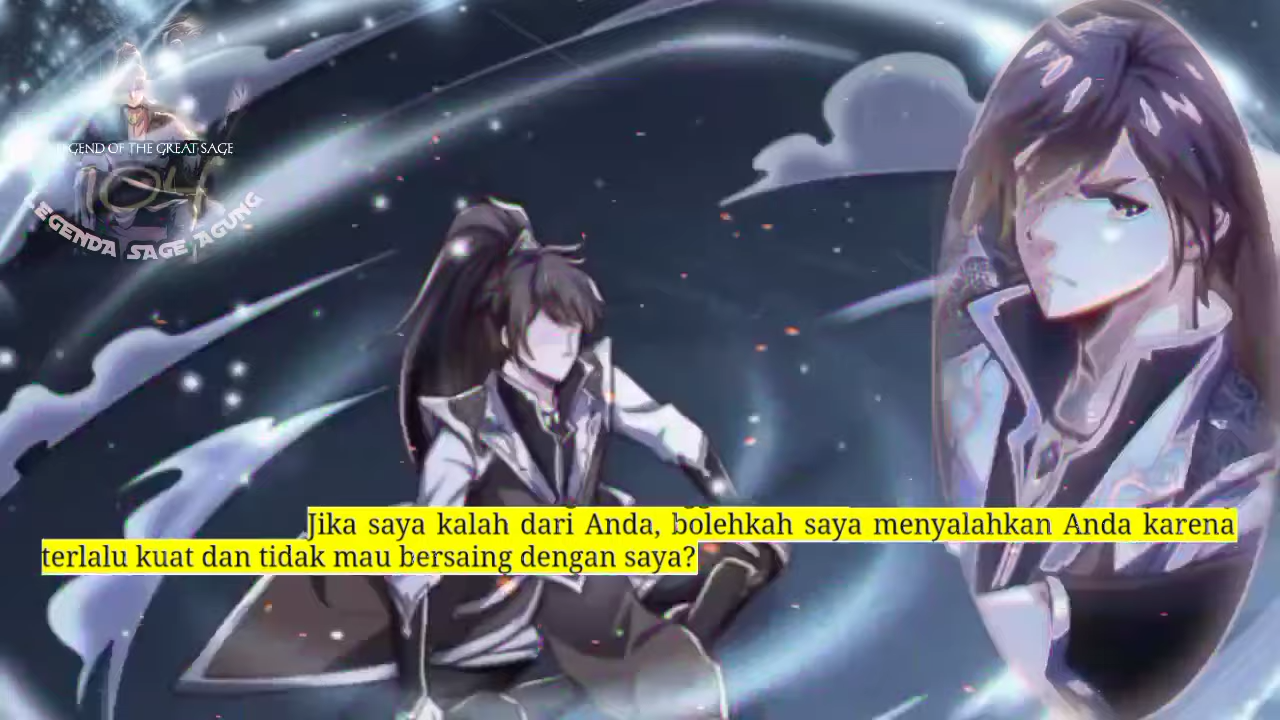 LEGEND OF THE GREAT SAGE
104
LEGENDA SAGE AGUNG
Jika saya kalah dari Anda, bolehkah saya menyalahkan Anda karena
terlalu kuat dan tidak mau bersaing dengan saya?